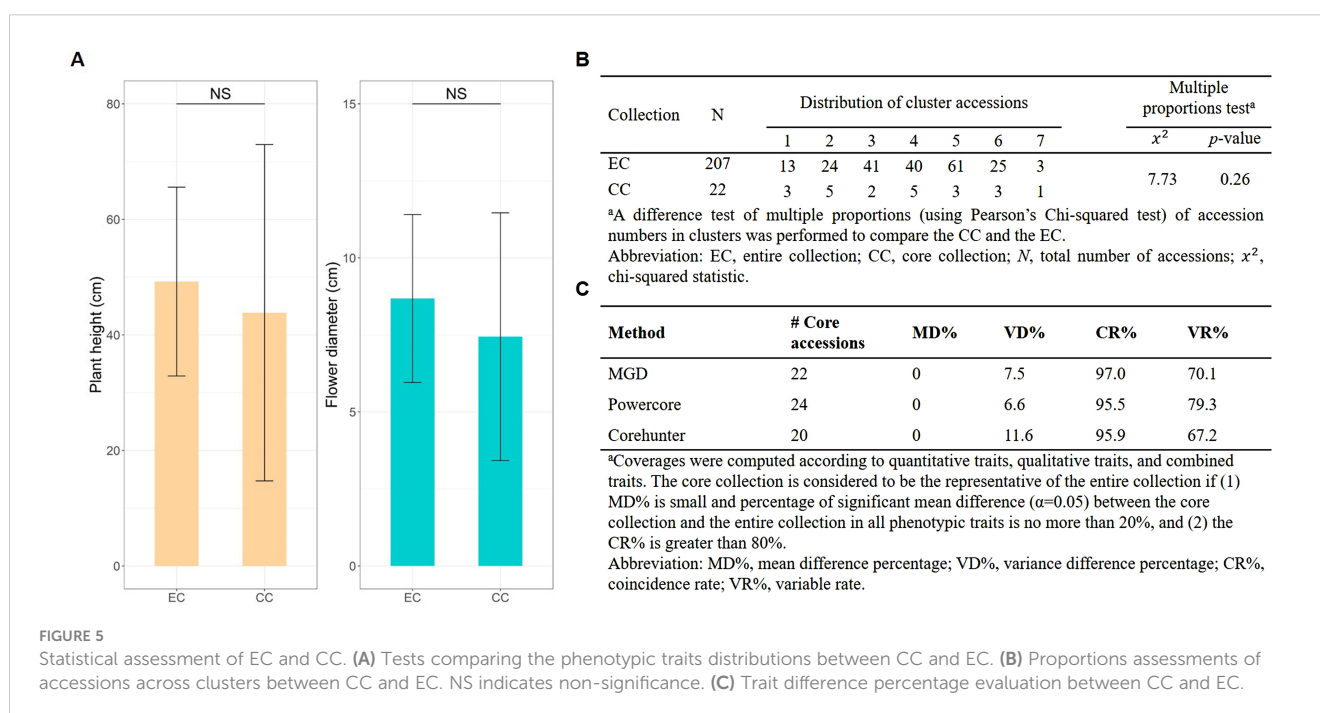 A
NS
80
60
40
20
0
Plant height (cm)
EC CC
NS
15
10
5
0
Flower diameter (cm)
EC CC
B
Collection N Distribution of cluster accessions Multiple proportions testᵃ
1 2 3 4 5 6 7 x² p-value
EC 207 13 24 41 40 61 25 3 7.73 0.26
CC 22 3 5 2 5 3 3 1
ᵃA difference test of multiple proportions (using Pearson’s Chi-squared test) of accession
numbers in clusters was performed to compare the CC and the EC.
Abbreviation: EC, entire collection; CC, core collection; N, total number of accessions; x²,
chi-squared statistic.
C
Method # Core accessions MD% VD% CR% VR%
MGD 22 0 7.5 97.0 70.1
Powercore 24 0 6.6 95.5 79.3
Corehunter 20 0 11.6 95.9 67.2
ᵃCoverages were computed according to quantitative traits, qualitative traits, and combined
traits. The core collection is considered to be the representative of the entire collection if (1)
MD% is small and percentage of significant mean difference (α=0.05) between the core
collection and the entire collection in all phenotypic traits is no more than 20%, and (2) the
CR% is greater than 80%.
Abbreviation: MD%, mean difference percentage; VD%, variance difference percentage; CR%,
coincidence rate; VR%, variable rate.
FIGURE 5
Statistical assessment of EC and CC. (A) Tests comparing the phenotypic traits distributions between CC and EC. (B) Proportions assessments of
accessions across clusters between CC and EC. NS indicates non-significance. (C) Trait difference percentage evaluation between CC and EC.